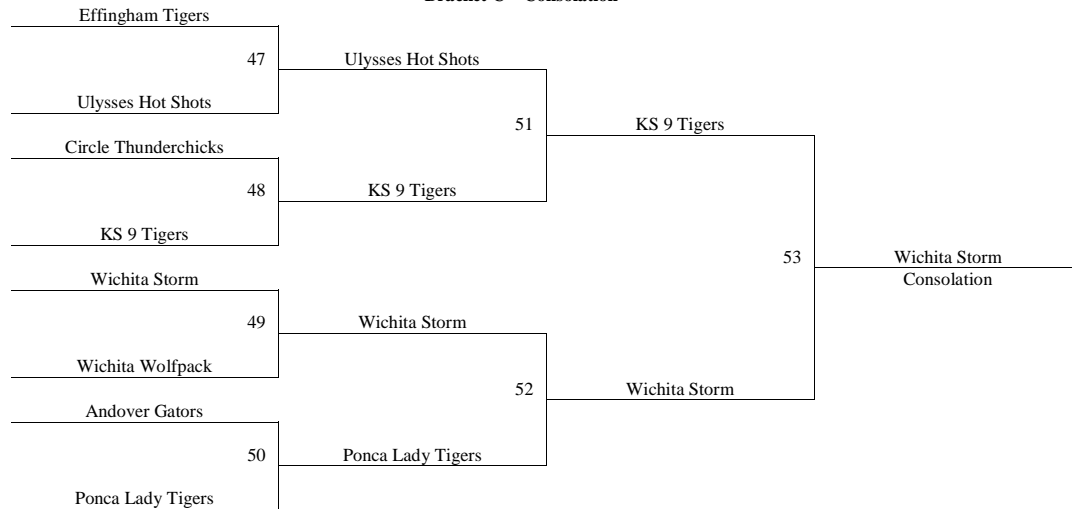 Effingham Tigers
47
Ulysses Hot Shots
Ulysses Hot Shots
51
KS 9 Tigers
Circle Thunderchicks
48
KS 9 Tigers
KS 9 Tigers
53
Wichita Storm
Consolation
Wichita Storm
49
Wichita Storm
Wichita Wolfpack
52
Wichita Storm
Andover Gators
50
Ponca Lady Tigers
Ponca Lady Tigers